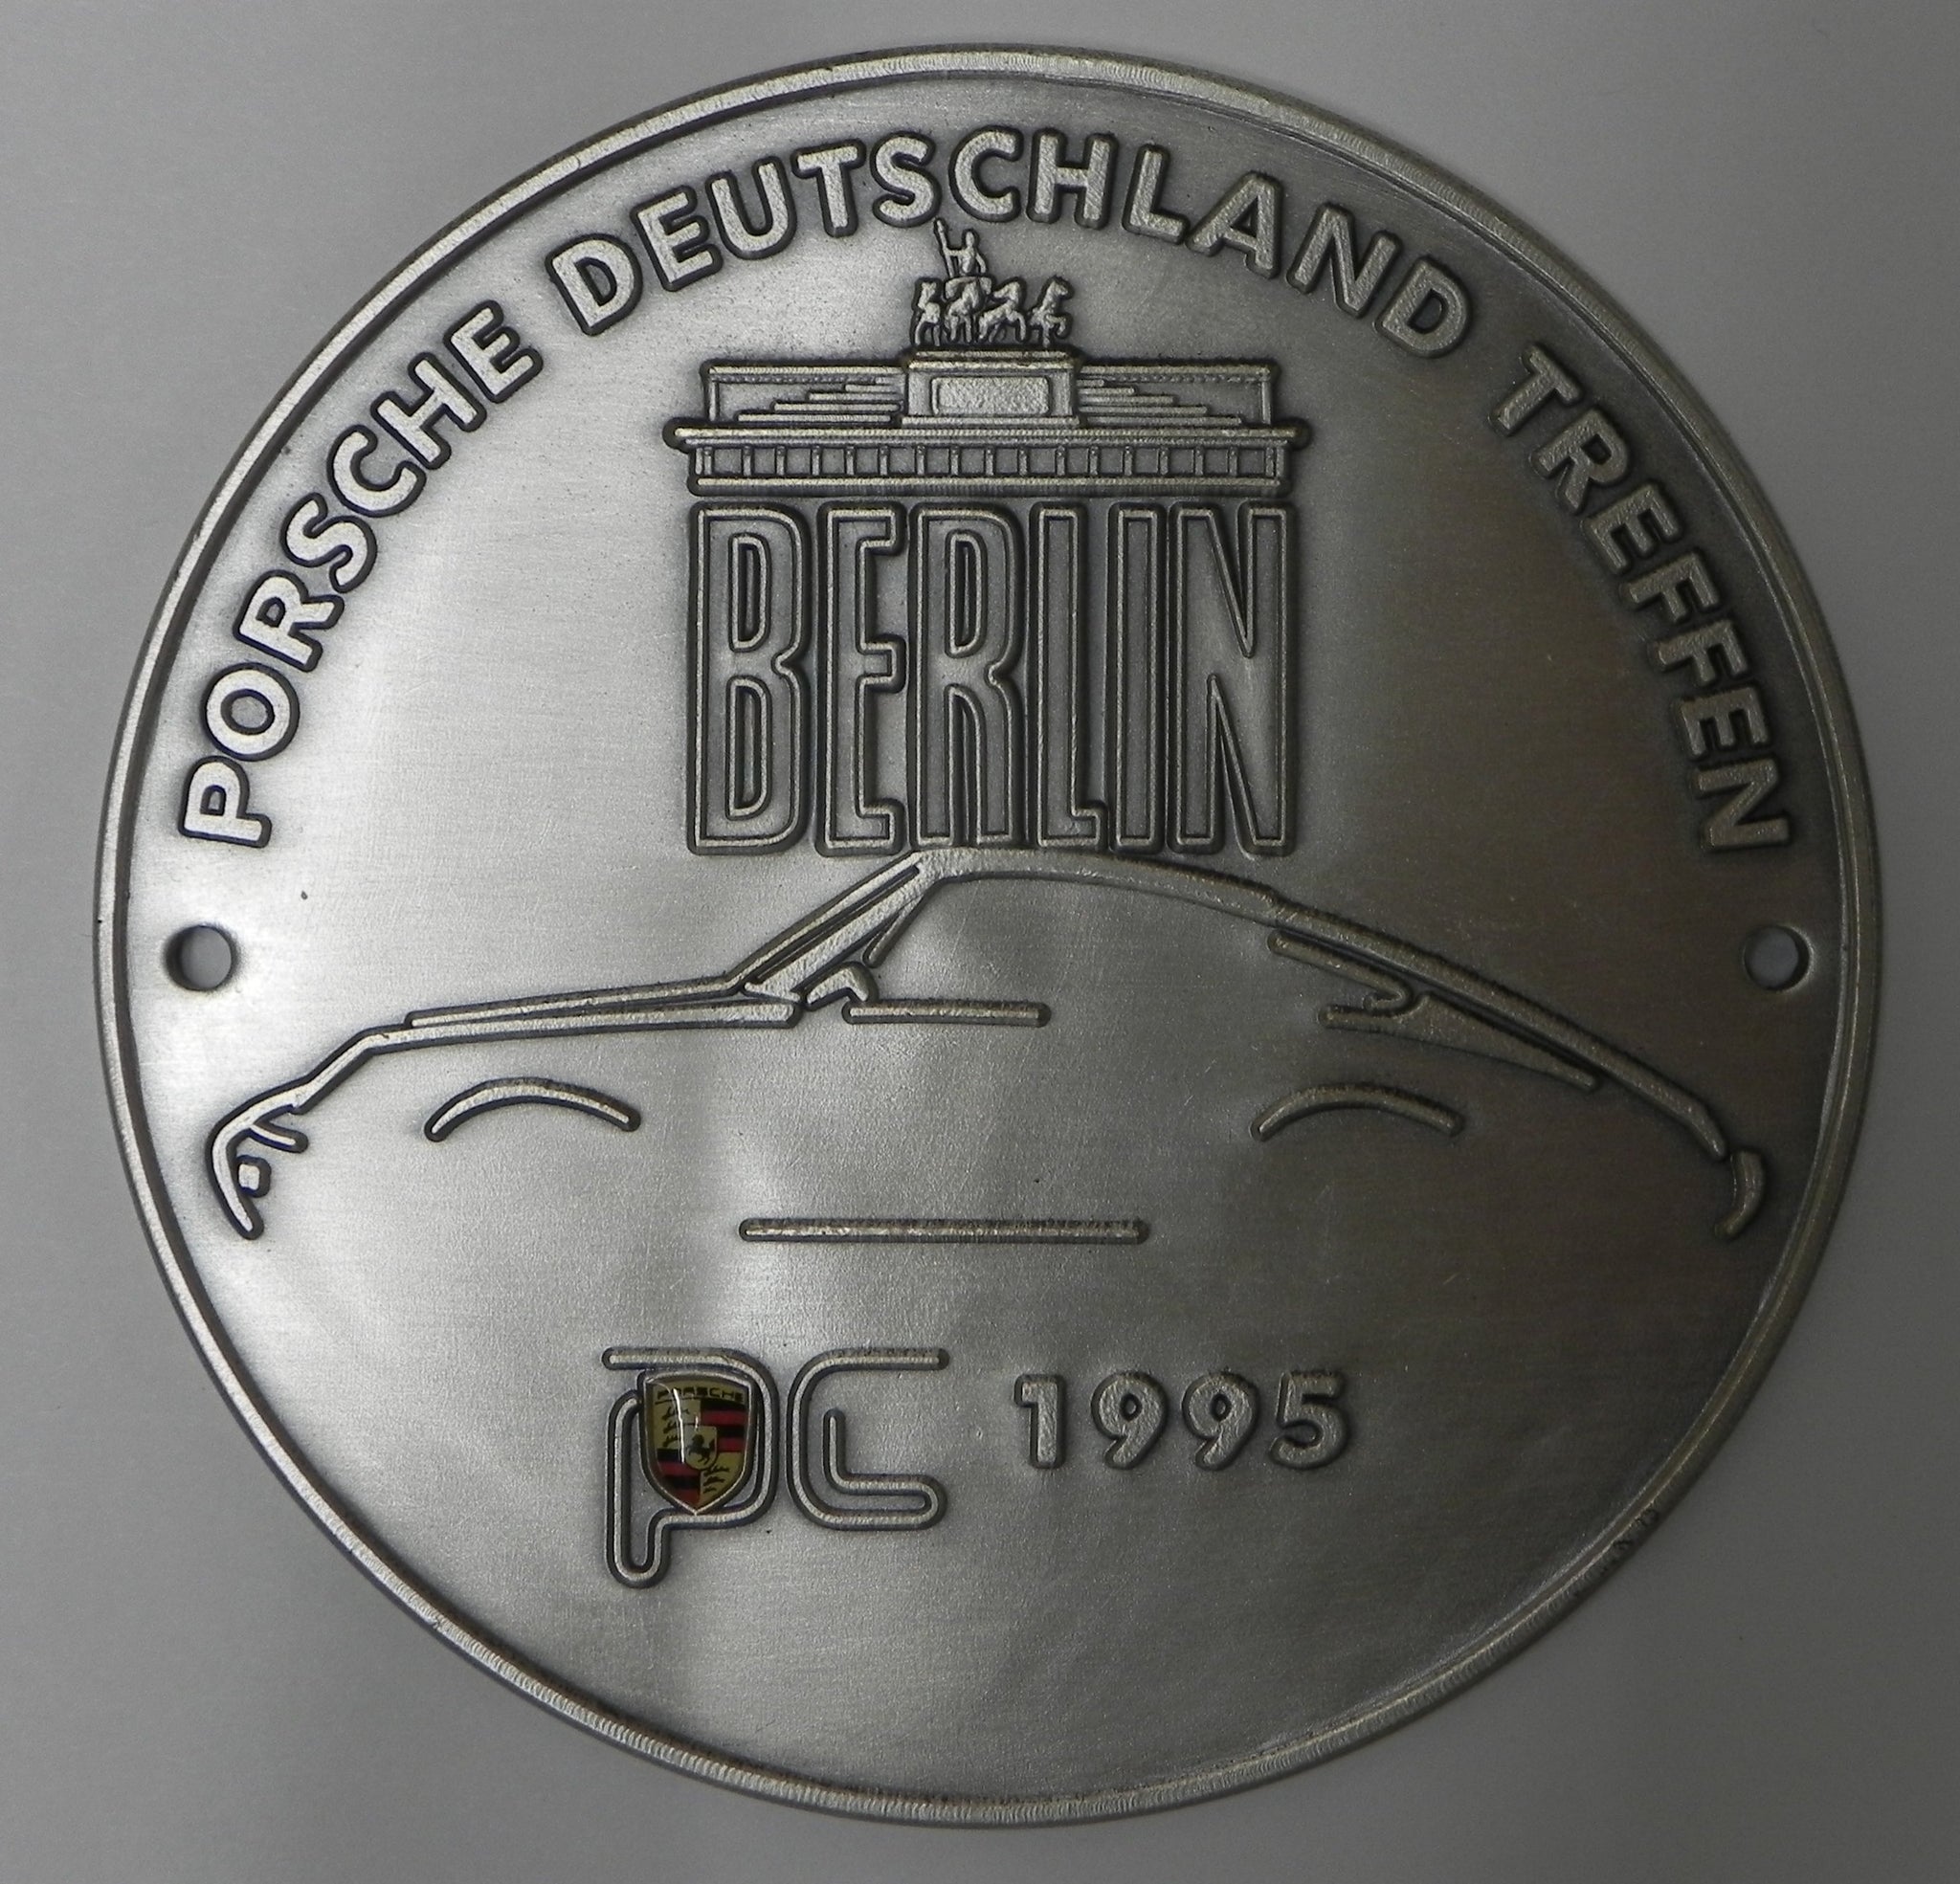 PORSCHE DEUTSCHLAND TREFFEN
BERLIN
PC 1995
PORSCHE